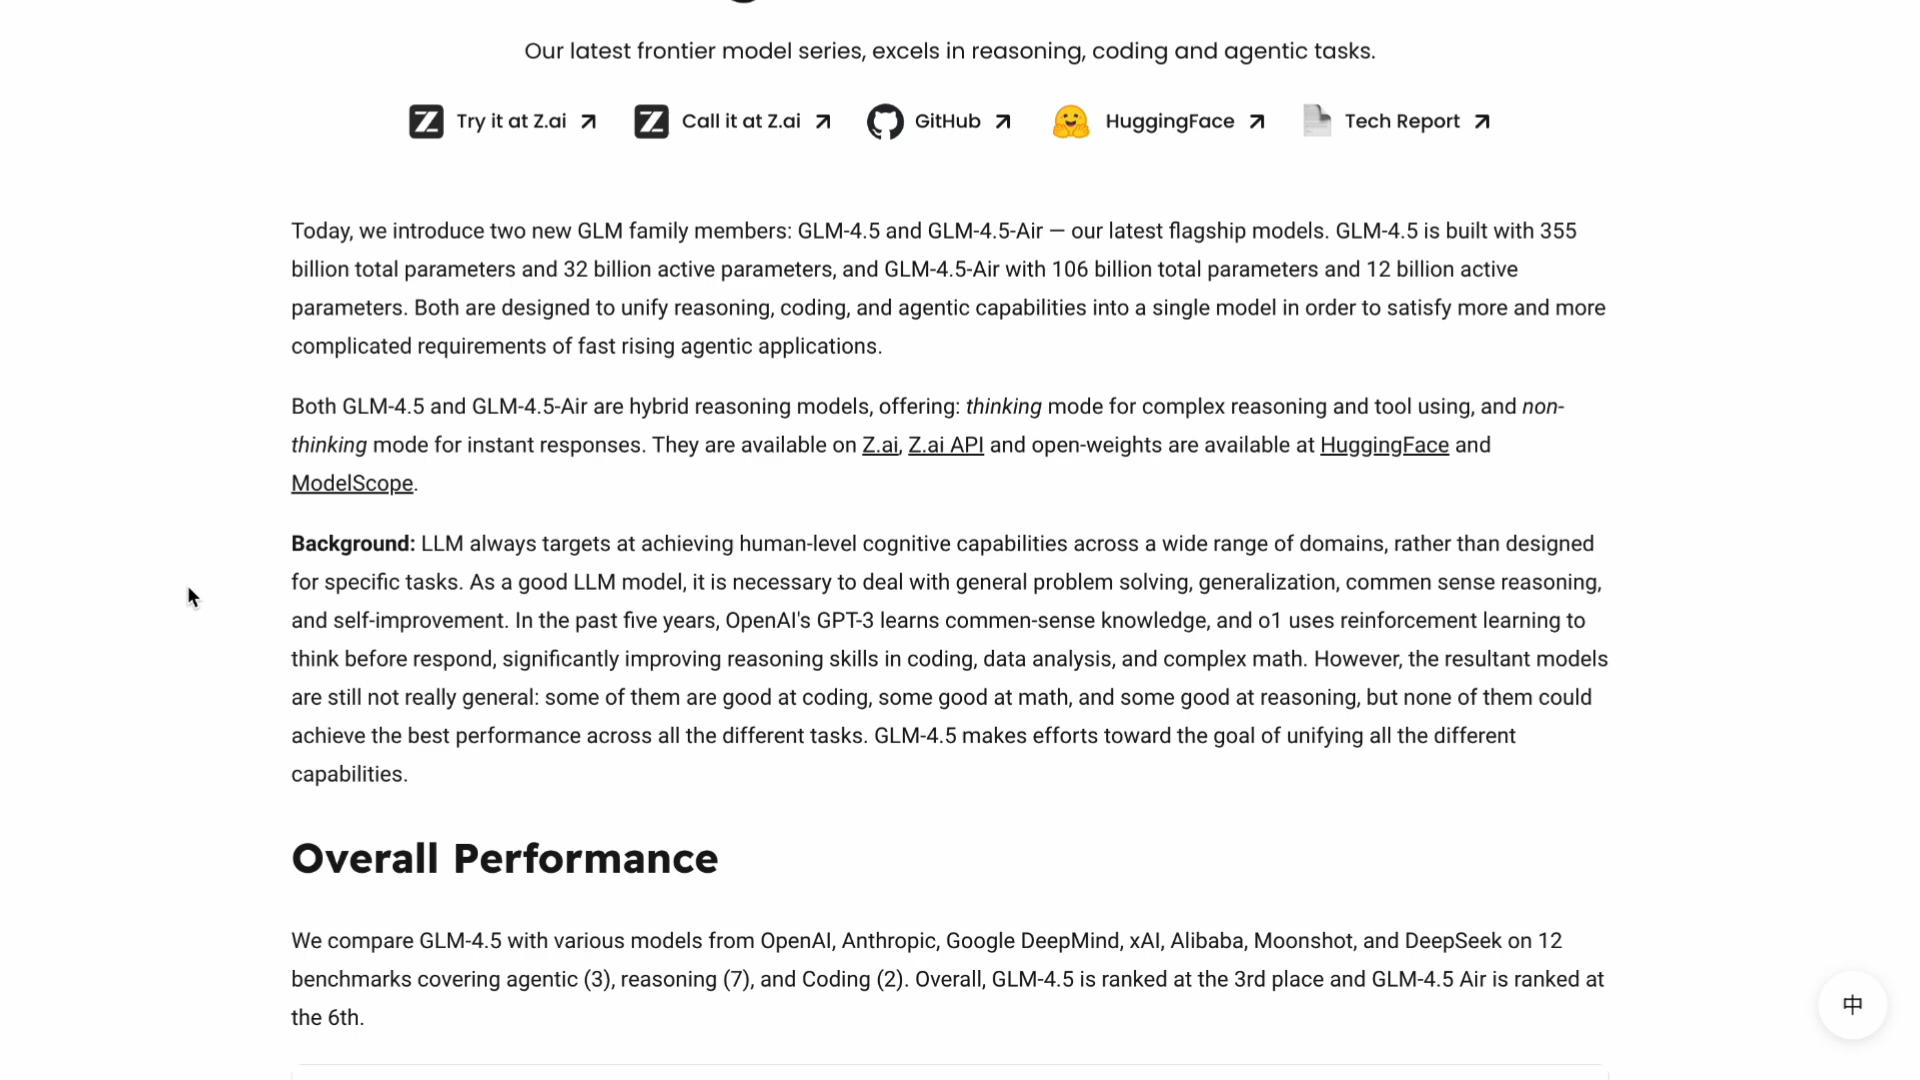 Our latest frontier model series, excels in reasoning, coding and agentic tasks.
Try it at Z.ai Call it at Z.ai GitHub HuggingFace Tech Report
Today, we introduce two new GLM family members: GLM-4.5 and GLM-4.5-Air — our latest flagship models. GLM-4.5 is built with 355
billion total parameters and 32 billion active parameters, and GLM-4.5-Air with 106 billion total parameters and 12 billion active
parameters. Both are designed to unify reasoning, coding, and agentic capabilities into a single model in order to satisfy more and more
complicated requirements of fast rising agentic applications.
Both GLM-4.5 and GLM-4.5-Air are hybrid reasoning models, offering: thinking mode for complex reasoning and tool using, and non-
thinking mode for instant responses. They are available on Z.ai, Z.ai API and open-weights are available at HuggingFace and
ModelScope.
Background: LLM always targets at achieving human-level cognitive capabilities across a wide range of domains, rather than designed
for specific tasks. As a good LLM model, it is necessary to deal with general problem solving, generalization, commen sense reasoning,
and self-improvement. In the past five years, OpenAI's GPT-3 learns commen-sense knowledge, and o1 uses reinforcement learning to
think before respond, significantly improving reasoning skills in coding, data analysis, and complex math. However, the resultant models
are still not really general: some of them are good at coding, some good at math, and some good at reasoning, but none of them could
achieve the best performance across all the different tasks. GLM-4.5 makes efforts toward the goal of unifying all the different
capabilities.
Overall Performance
We compare GLM-4.5 with various models from OpenAI, Anthropic, Google DeepMind, xAI, Alibaba, Moonshot, and DeepSeek on 12
benchmarks covering agentic (3), reasoning (7), and Coding (2). Overall, GLM-4.5 is ranked at the 3rd place and GLM-4.5 Air is ranked at
the 6th.
中